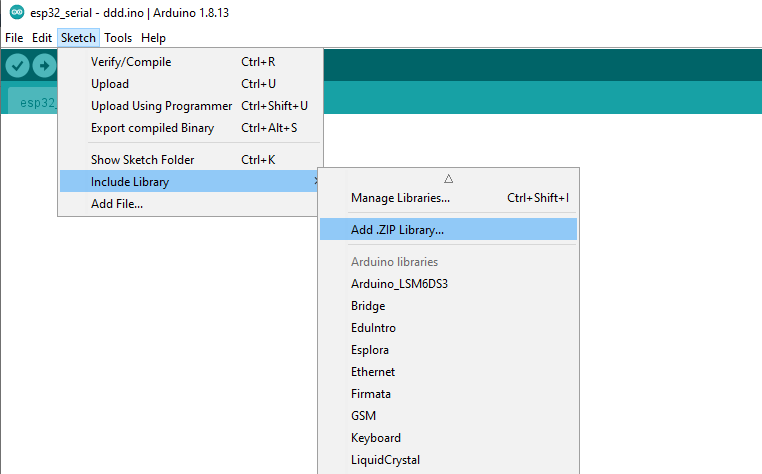 esp32_serial - ddd.ino | Arduino 1.8.13
File Edit Sketch Tools Help
Verify/Compile Ctrl+R
Upload Ctrl+U
Upload Using Programmer Ctrl+Shift+U
Export compiled Binary Ctrl+Alt+S
esp32_
Show Sketch Folder Ctrl+K
Include Library
Add File...
Manage Libraries... Ctrl+Shift+I
Add .ZIP Library...
Arduino libraries
Arduino_LSM6DS3
Bridge
EduIntro
Esplora
Ethernet
Firmata
GSM
Keyboard
LiquidCrystal